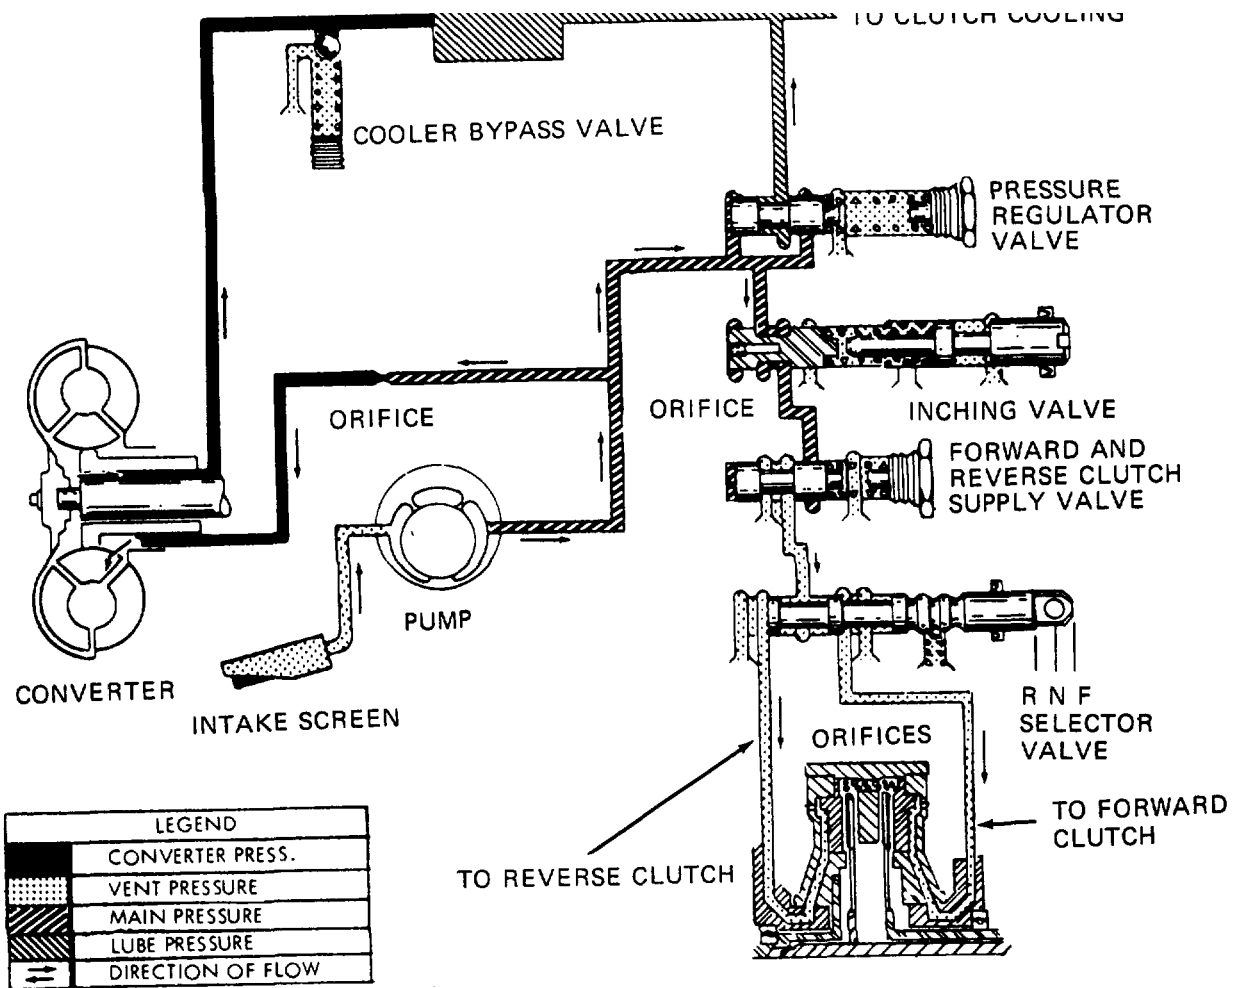 TO CLUTCH COOLING
COOLER BYPASS VALVE
PRESSURE
REGULATOR
VALVE
ORIFICE
ORIFICE
INCHING VALVE
FORWARD AND
REVERSE CLUTCH
SUPPLY VALVE
PUMP
CONVERTER
INTAKE SCREEN
R N F
SELECTOR
VALVE
ORIFICES
TO FORWARD
CLUTCH
TO REVERSE CLUTCH
LEGEND
CONVERTER PRESS.
VENT PRESSURE
MAIN PRESSURE
LUBE PRESSURE
DIRECTION OF FLOW